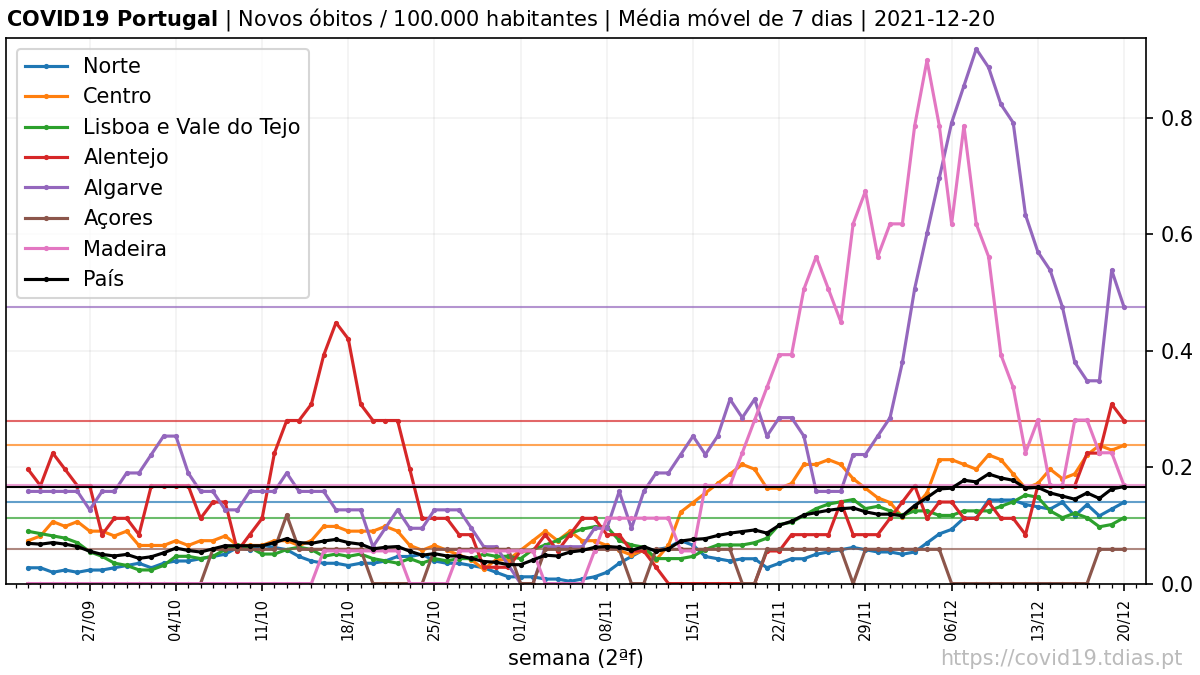 COVID19 Portugal | Novos óbitos / 100.000 habitantes | Média móvel de 7 dias | 2021-12-20
Norte
Centro
Lisboa e Vale do Tejo
Alentejo
Algarve
Açores
Madeira
País
0.8
0.6
0.4
0.2
0.0
27/09
04/10
11/10
18/10
25/10
01/11
08/11
15/11
22/11
29/11
06/12
13/12
20/12
semana (2ªf)
https://covid19.tdias.pt